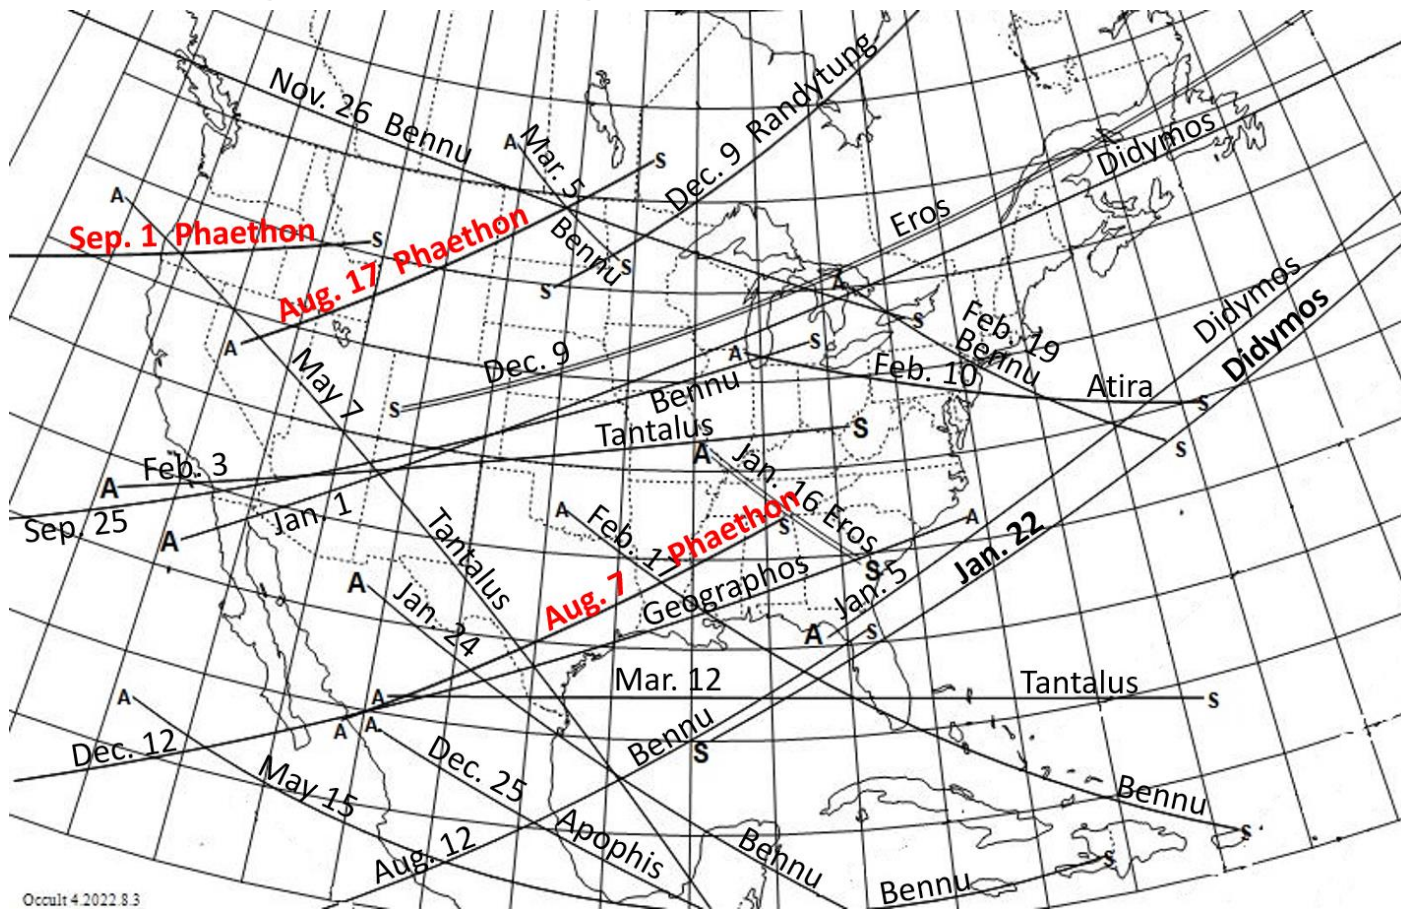 Nov. 26 Bennu
A
Mar. 5
Bennu
S
S
Dec. 9 Randytung
S
A
Sep. 1 Phaethon
S
Aug. 17 Phaethon
A
Eros
Didymos
Didymos
Didymos
A
S
Feb. 19
Bennu
Dec. 9
S
May 7
Tantalus
A
S
Feb. 10
Atira
S
S
Bennu
Tantalus
S
A
Feb. 3
Sep. 25
A
Jan. 1
A
Jan. 16 Eros
S
A
Feb. 17
Aug. 7 Phaethon
S
A
Geographos
Jan. 5
A
S
Jan. 22
A
Jan. 24
A
Mar. 12
Tantalus
S
A
Dec. 12
A
A
May 15
Dec. 25
Apophis
Bennu
S
Aug. 12
Bennu
Bennu
S
Bennu
S
Occult 4.2022.8.3